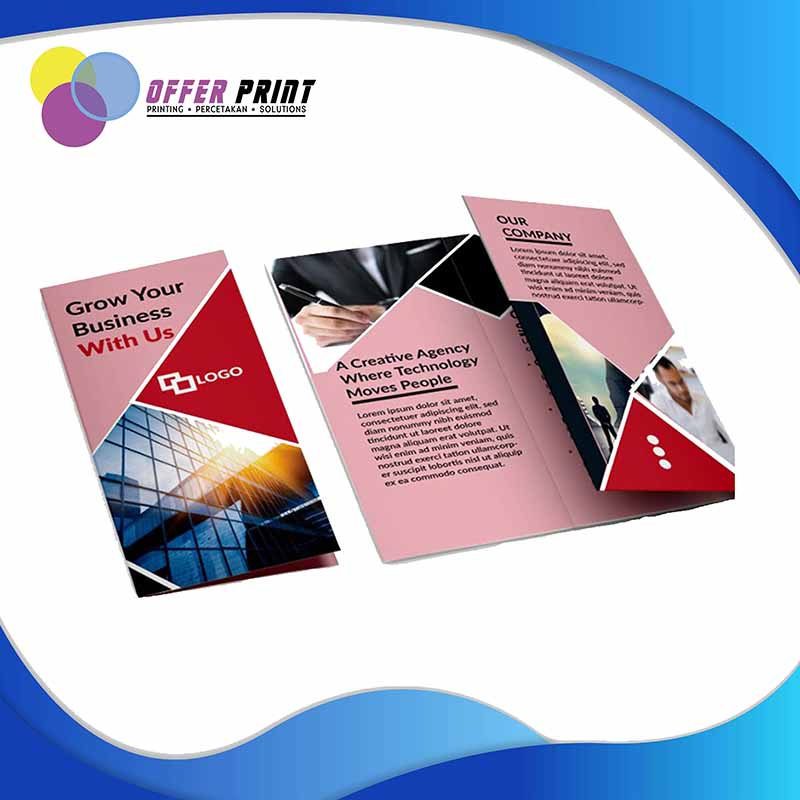 OFFER PRINT
PRINTING • PERCETAKAN • SOLUTIONS
Grow Your
Business
With Us
LOGO
A Creative Agency
Where Technology
Moves People
Lorem ipsum dolor sit amet,
consectetuer adipiscing elit, sed
diam nonummy nibh euismod
tincidunt ut laoreet dolore
magna aliquam erat volutpat. Ut
wisi enim ad minim veniam, quis
nostrud exerci tation ullamcorp-
er suscipit lobortis nisl ut aliquip
ex ea commodo consequat.
OUR
COMPANY
Lorem ipsum dolor sit amet,
consectetuer adipiscing elit, sed
diam nonummy nibh euismod
tincidunt ut laoreet dolore
magna aliquam erat volutpat. Ut
wisi enim ad minim veniam, quis
nostrud exerci tation ullamcorp-